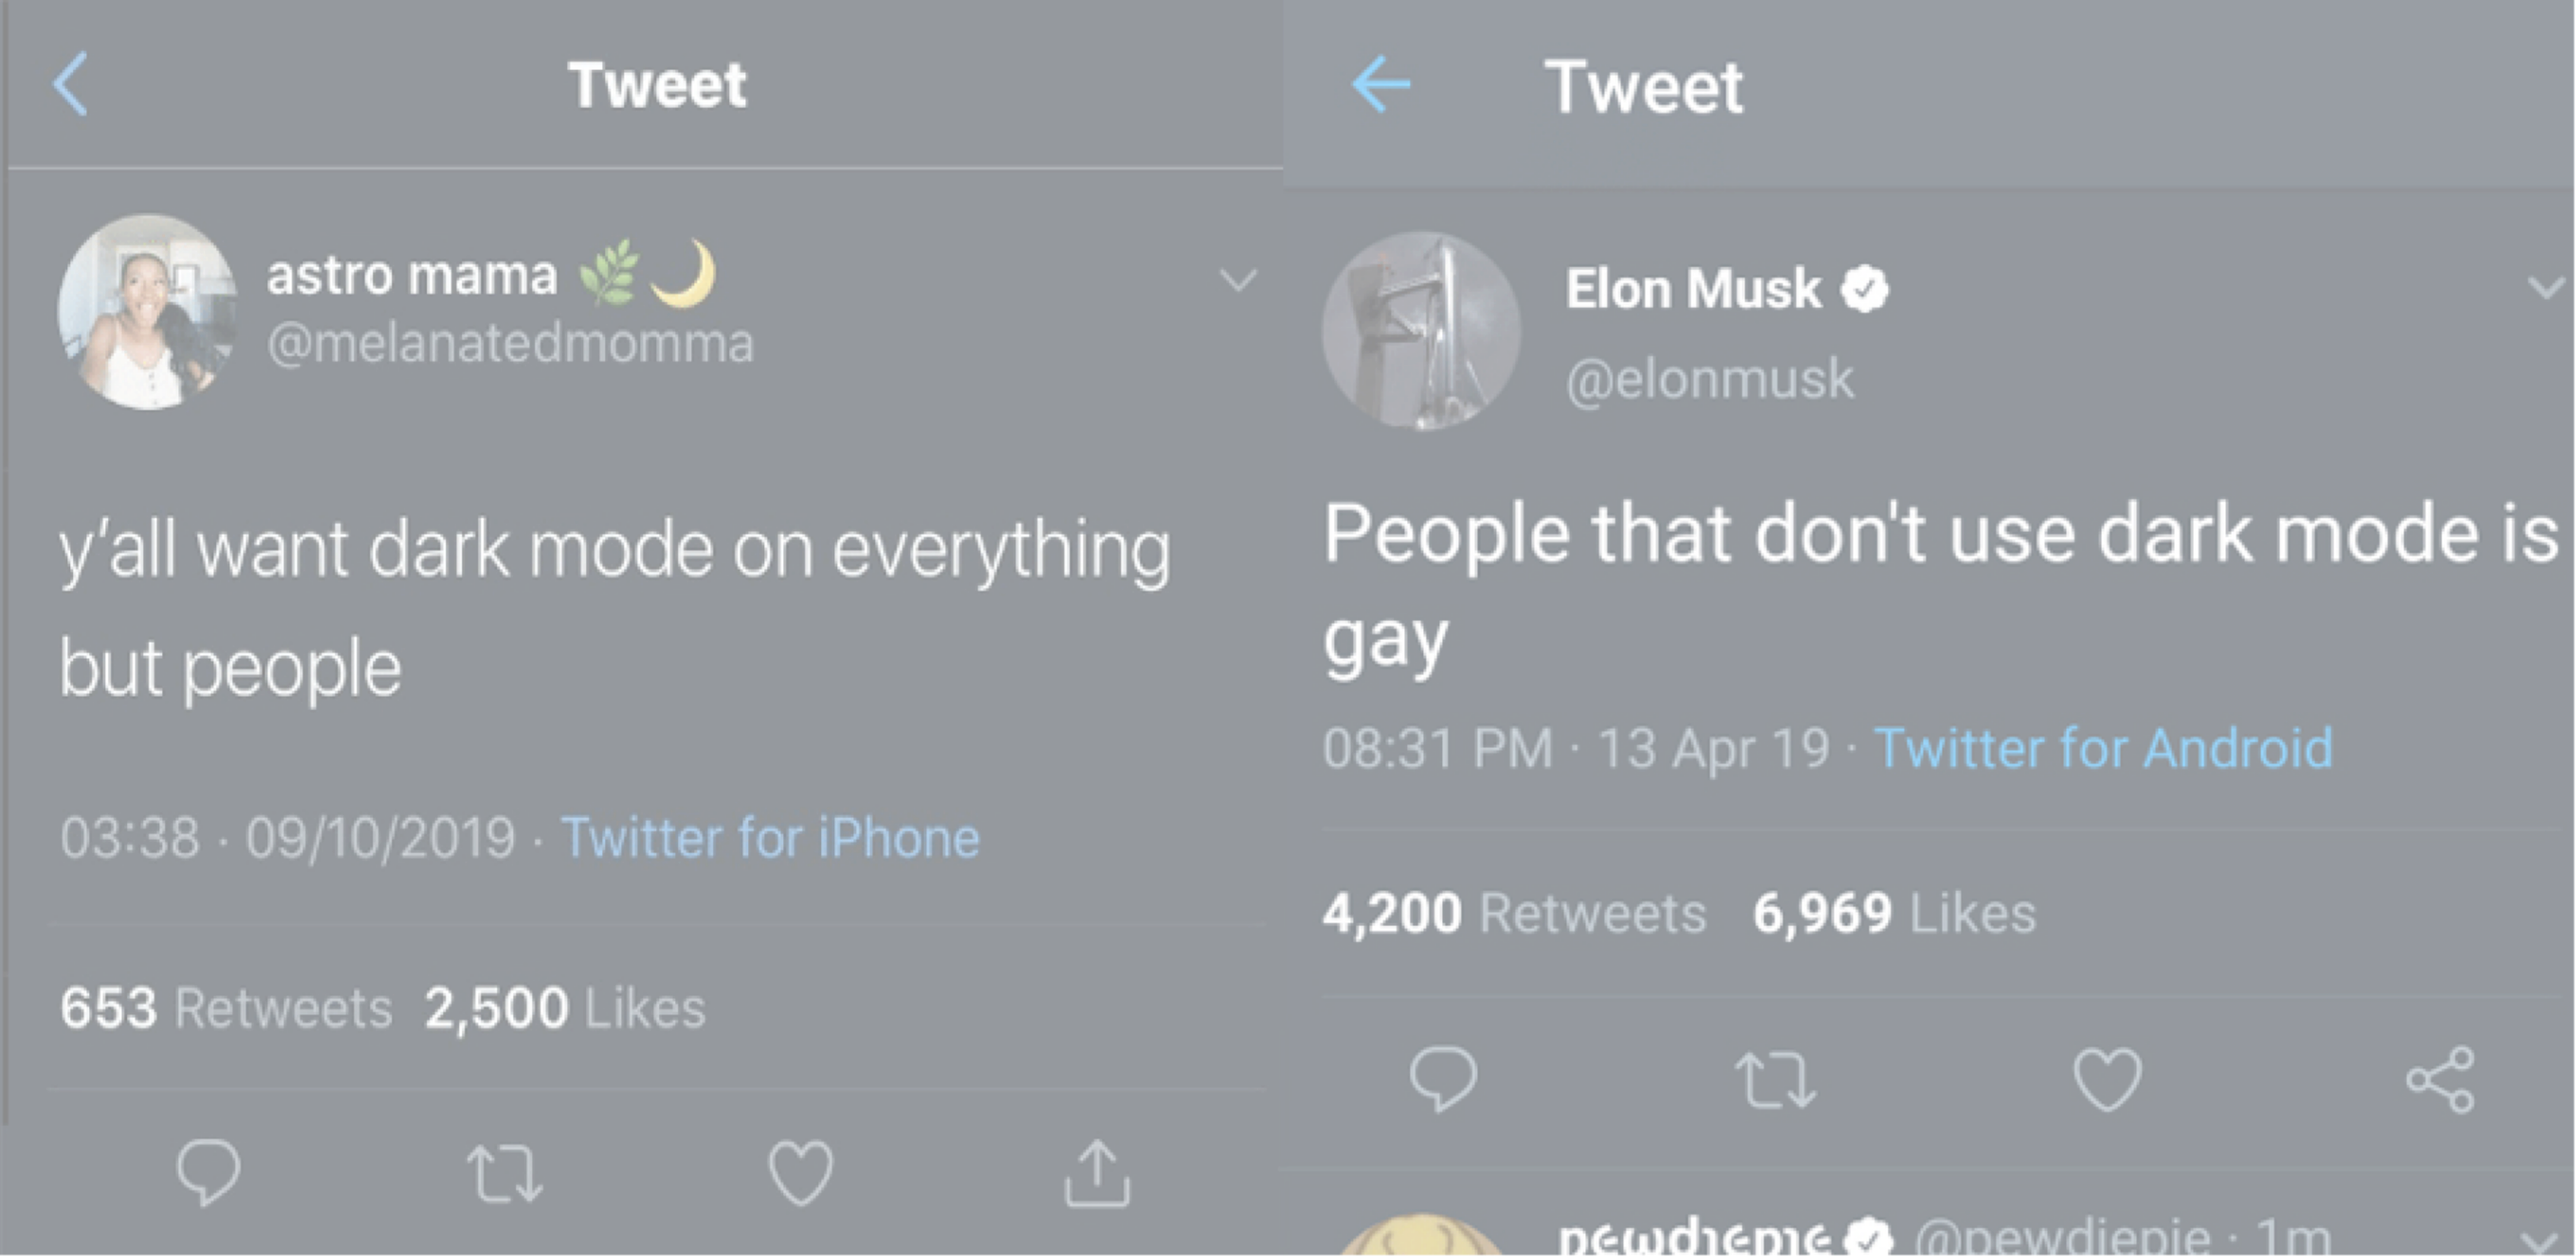 Tweet
astro mama 🌿🌙
@melanatedmomma
y'all want dark mode on everything
but people
03:38 · 09/10/2019 · Twitter for iPhone
653 Retweets 2,500 Likes
Tweet
Elon Musk
@elonmusk
People that don't use dark mode is
gay
08:31 PM · 13 Apr 19 · Twitter for Android
4,200 Retweets 6,969 Likes
@pewdiepie · 1m